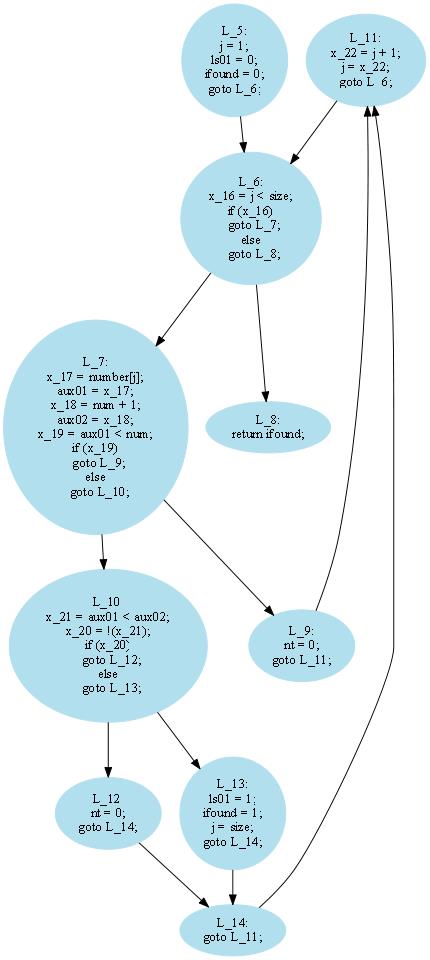 L_5:
j = 1;
ls01 = 0;
ifound = 0;
goto L_6;
L_11:
x_22 = j + 1;
j = x_22;
goto L_6;
L_6:
x_16 = j < size;
if (x_16)
goto L_7;
else
goto L_8;
L_7:
x_17 = number[j];
aux01 = x_17;
x_18 = num + 1;
aux02 = x_18;
x_19 = aux01 < num;
if (x_19)
goto L_9;
else
goto L_10;
L_8:
return ifound;
L_10
x_21 = aux01 < aux02;
x_20 = !(x_21);
if (x_20)
goto L_12;
else
goto L_13;
L_9:
nt = 0;
goto L_11;
L_12
nt = 0;
goto L_14;
L_13:
ls01 = 1;
ifound = 1;
j = size;
goto L_14;
L_14:
goto L_11;